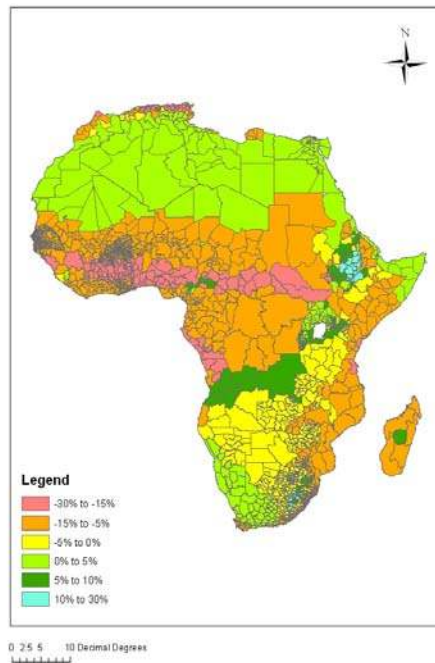 N
Legend
-30% to -15%
-15% to -5%
-5% to 0%
0% to 5%
5% to 10%
10% to 30%
0 2.5 5 10 Decimal Degrees